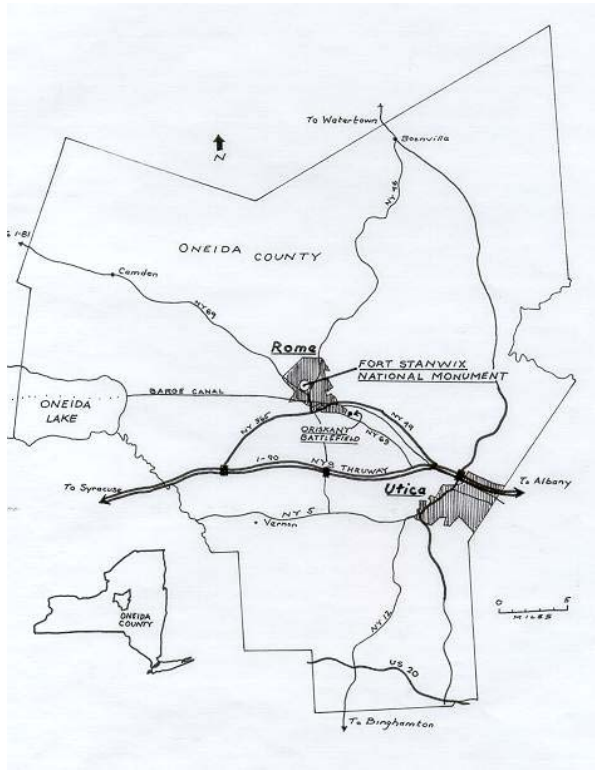 To Watertown
Boonville
N
NY 46
I-81
ONEIDA COUNTY
Camden
NY 69
Rome
FORT STANWIX
NATIONAL MONUMENT
BARGE CANAL
ONEIDA
LAKE
NY 365
ORISKANY
BATTLEFIELD
NY 49
NY 69
I-90
NYS THRUWAY
To Syracuse
Utica
To Albany
NY 5
Vernon
NY 12
ONEIDA
COUNTY
0 5
MILES
US 20
To Binghamton